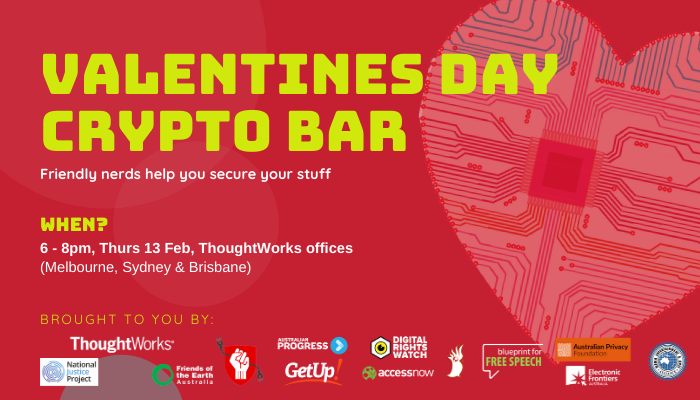 VALENTINES DAY
CRYPTO BAR
Friendly nerds help you secure your stuff
WHEN?
6 - 8pm, Thurs 13 Feb, ThoughtWorks offices
(Melbourne, Sydney & Brisbane)
BROUGHT TO YOU BY:
ThoughtWorks®
AUSTRALIAN
PROGRESS
DIGITAL
RIGHTS
WATCH
blueprint for
FREE SPEECH
Australian Privacy
Foundation
National
Justice
Project
Friends of
the Earth
Australia
GetUp!
accessnow
Electronic
Frontiers
AUSTRALIA